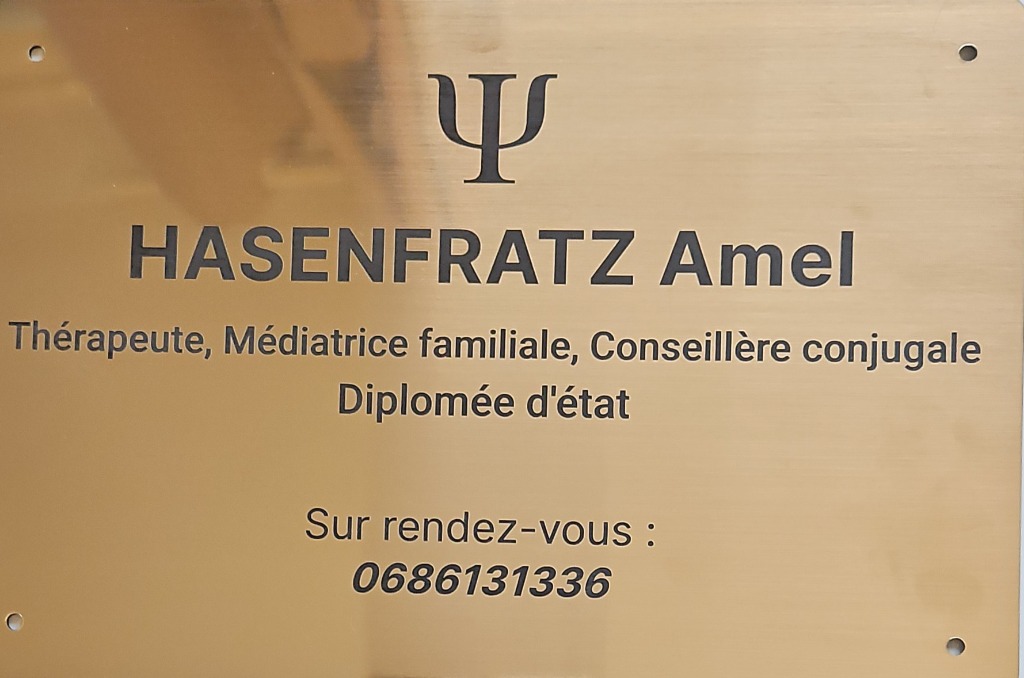 Ψ
HASENFRATZ Amel
Thérapeute, Médiatrice familiale, Conseillère conjugale
Diplomée d'état
Sur rendez-vous :
0686131336